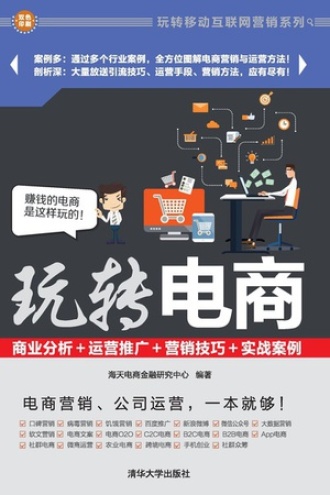 双色印刷
玩转移动互联网营销系列
案例多：通过多个行业案例，全方位图解电商营销与运营方法！
剖析深：大量放送引流技巧、运营手段、营销方法，应有尽有！
赚钱的电商
是这样玩的！
玩转电商
商业分析＋运营推广＋营销技巧＋实战案例
海天电商金融研究中心 编著
电商营销、公司运营，一本就够！
口碑营销 病毒营销 饥饿营销 百度推广 新浪微博 微信公众号 大数据营销
软文营销 电商文案 电商O2O C2C电商 B2C电商 B2B电商 App电商
社群电商 微商运营 农业电商 跨境电商 手机创业 社群众筹
清华大学出版社